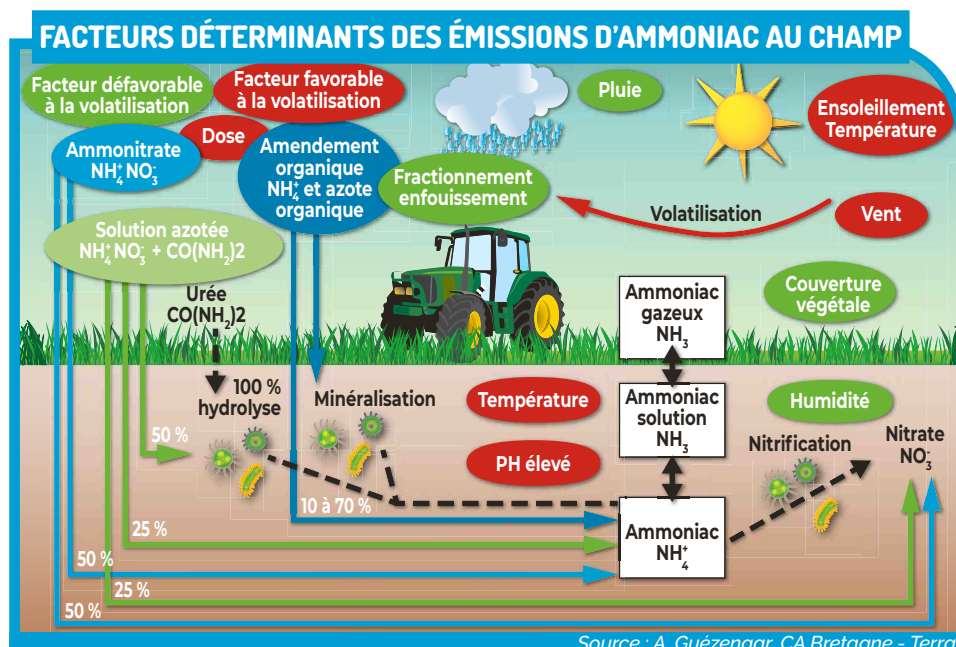 FACTEURS DÉTERMINANTS DES ÉMISSIONS D'AMMONIAC AU CHAMP
Facteur défavorable
à la volatilisation
Facteur favorable
à la volatilisation
Pluie
Ensoleillement
Température
Dose
Ammonitrate
NH₄⁺ NO₃⁻
Amendement
organique
NH₄⁺ et azote
organique
Fractionnement
enfouissement
Volatilisation
Vent
Solution azotée
NH₄⁺ NO₃⁻ + CO(NH₂)2
Urée
CO(NH₂)2
Ammoniac
gazeux
NH₃
Couverture
végétale
100 %
hydrolyse
Minéralisation
Température
Ammoniac
solution
NH₃
Humidité
Nitrification
Nitrate
NO₃⁻
50 %
PH élevé
10 à 70 %
Ammoniac
NH₄⁺
25 %
50 %
25 %
50 %
Source : A. Guézengar, CA Bretagne - Terra